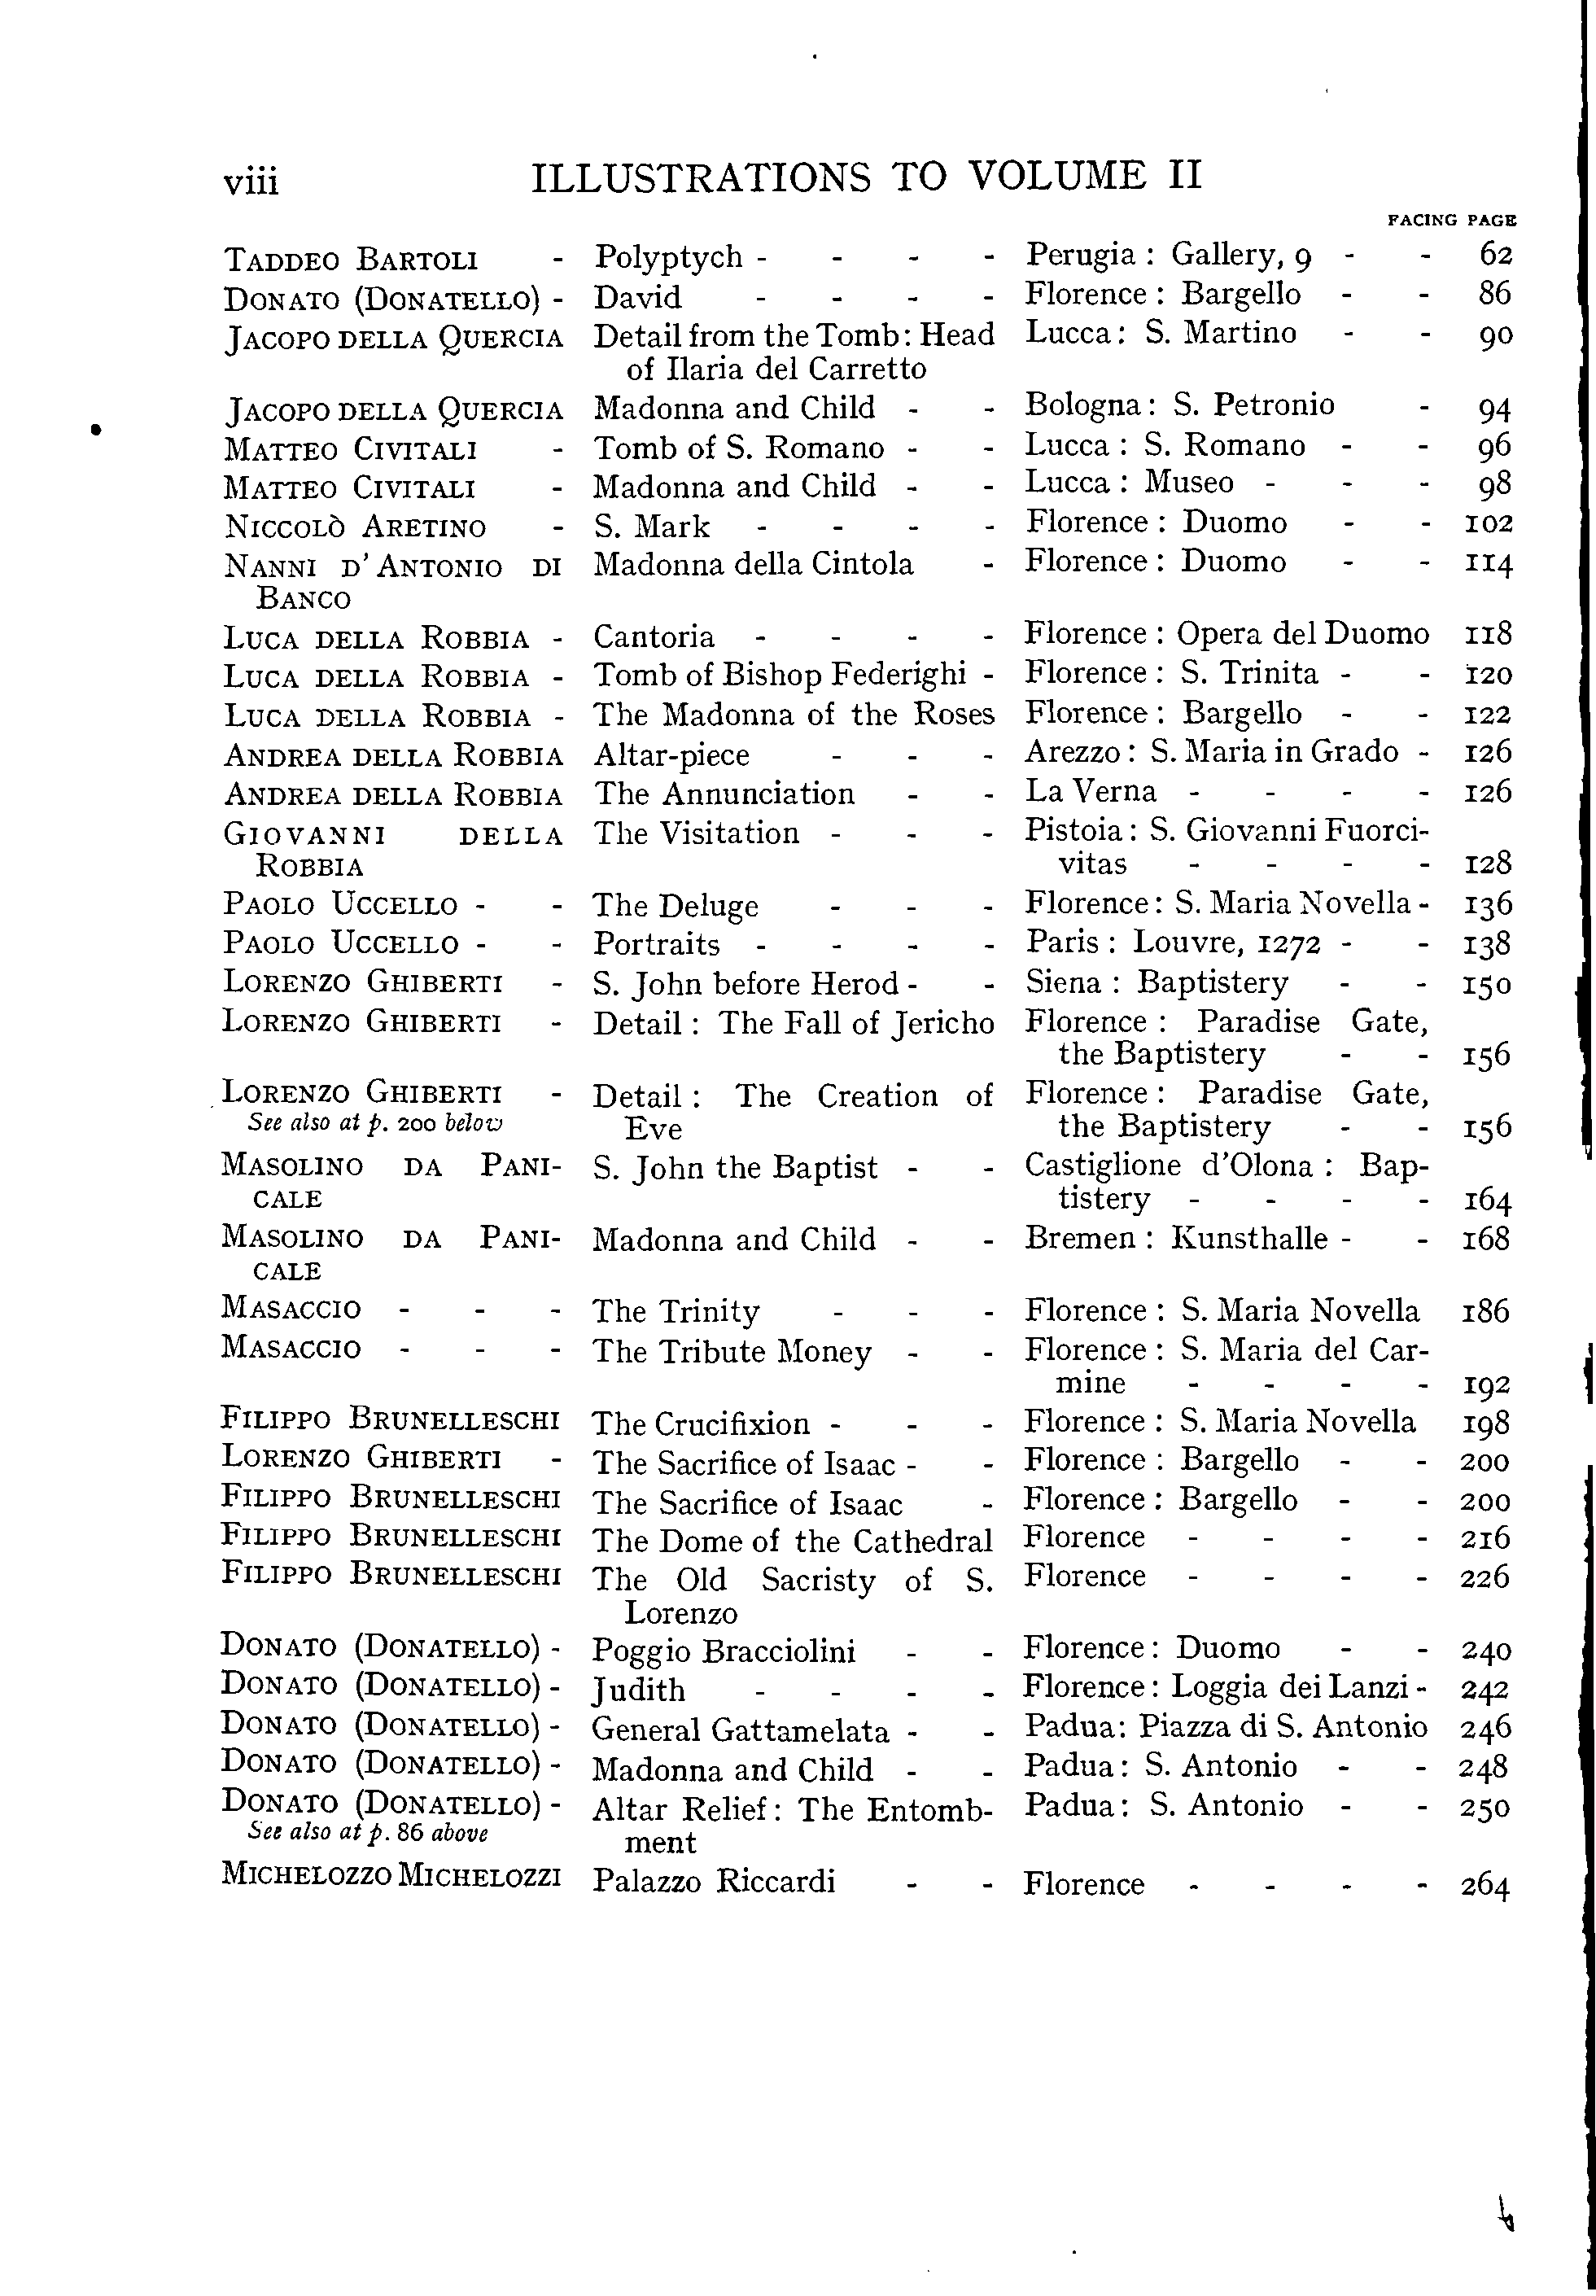 viii ILLUSTRATIONS TO VOLUME II
FACING PAGE
TADDEO BARTOLI - Polyptych - - - - Perugia : Gallery, 9 - - 62
DONATO (DONATELLO) - David - - - - Florence : Bargello - - 86
JACOPO DELLA QUERCIA Detail from the Tomb: Head Lucca: S. Martino - - 90
of Ilaria del Carretto
JACOPO DELLA QUERCIA Madonna and Child - - Bologna: S. Petronio - 94
MATTEO CIVITALI - Tomb of S. Romano - - Lucca : S. Romano - - 96
MATTEO CIVITALI - Madonna and Child - - Lucca : Museo - - - 98
NICCOLÒ ARETINO - S. Mark - - - - Florence : Duomo - - 102
NANNI D'ANTONIO DI Madonna della Cintola - Florence : Duomo - - 114
BANCO
LUCA DELLA ROBBIA - Cantoria - - - - Florence : Opera del Duomo 118
LUCA DELLA ROBBIA - Tomb of Bishop Federighi - Florence : S. Trinita - - 120
LUCA DELLA ROBBIA - The Madonna of the Roses Florence : Bargello - - 122
ANDREA DELLA ROBBIA Altar-piece - - - Arezzo : S. Maria in Grado - 126
ANDREA DELLA ROBBIA The Annunciation - - La Verna - - - - 126
GIOVANNI DELLA The Visitation - - - Pistoia: S. Giovanni Fuorci-
ROBBIA vitas - - - - 128
PAOLO UCCELLO - - The Deluge - - - Florence: S. Maria Novella - 136
PAOLO UCCELLO - - Portraits - - - - Paris : Louvre, 1272 - - 138
LORENZO GHIBERTI - S. John before Herod - - Siena : Baptistery - - 150
LORENZO GHIBERTI - Detail : The Fall of Jericho Florence : Paradise Gate,
the Baptistery - - 156
LORENZO GHIBERTI - Detail : The Creation of Florence : Paradise Gate,
See also at p. 200 below Eve the Baptistery - - 156
MASOLINO DA PANI- S. John the Baptist - - Castiglione d'Olona : Bap-
CALE tistery - - - - 164
MASOLINO DA PANI- Madonna and Child - - Bremen : Kunsthalle - - 168
CALE
MASACCIO - - - The Trinity - - - Florence : S. Maria Novella 186
MASACCIO - - - The Tribute Money - - Florence : S. Maria del Car-
mine - - - - 192
FILIPPO BRUNELLESCHI The Crucifixion - - - Florence : S. Maria Novella 198
LORENZO GHIBERTI - The Sacrifice of Isaac - - Florence : Bargello - - 200
FILIPPO BRUNELLESCHI The Sacrifice of Isaac - Florence : Bargello - - 200
FILIPPO BRUNELLESCHI The Dome of the Cathedral Florence - - - - 216
FILIPPO BRUNELLESCHI The Old Sacristy of S. Florence - - - - 226
Lorenzo
DONATO (DONATELLO) - Poggio Bracciolini - - Florence : Duomo - - 240
DONATO (DONATELLO) - Judith - - - - Florence : Loggia dei Lanzi - 242
DONATO (DONATELLO) - General Gattamelata - - Padua: Piazza di S. Antonio 246
DONATO (DONATELLO) - Madonna and Child - - Padua : S. Antonio - - 248
DONATO (DONATELLO) - Altar Relief : The Entomb- Padua : S. Antonio - - 250
See also at p. 86 above ment
MICHELOZZO MICHELOZZI Palazzo Riccardi - - Florence - - - - 264